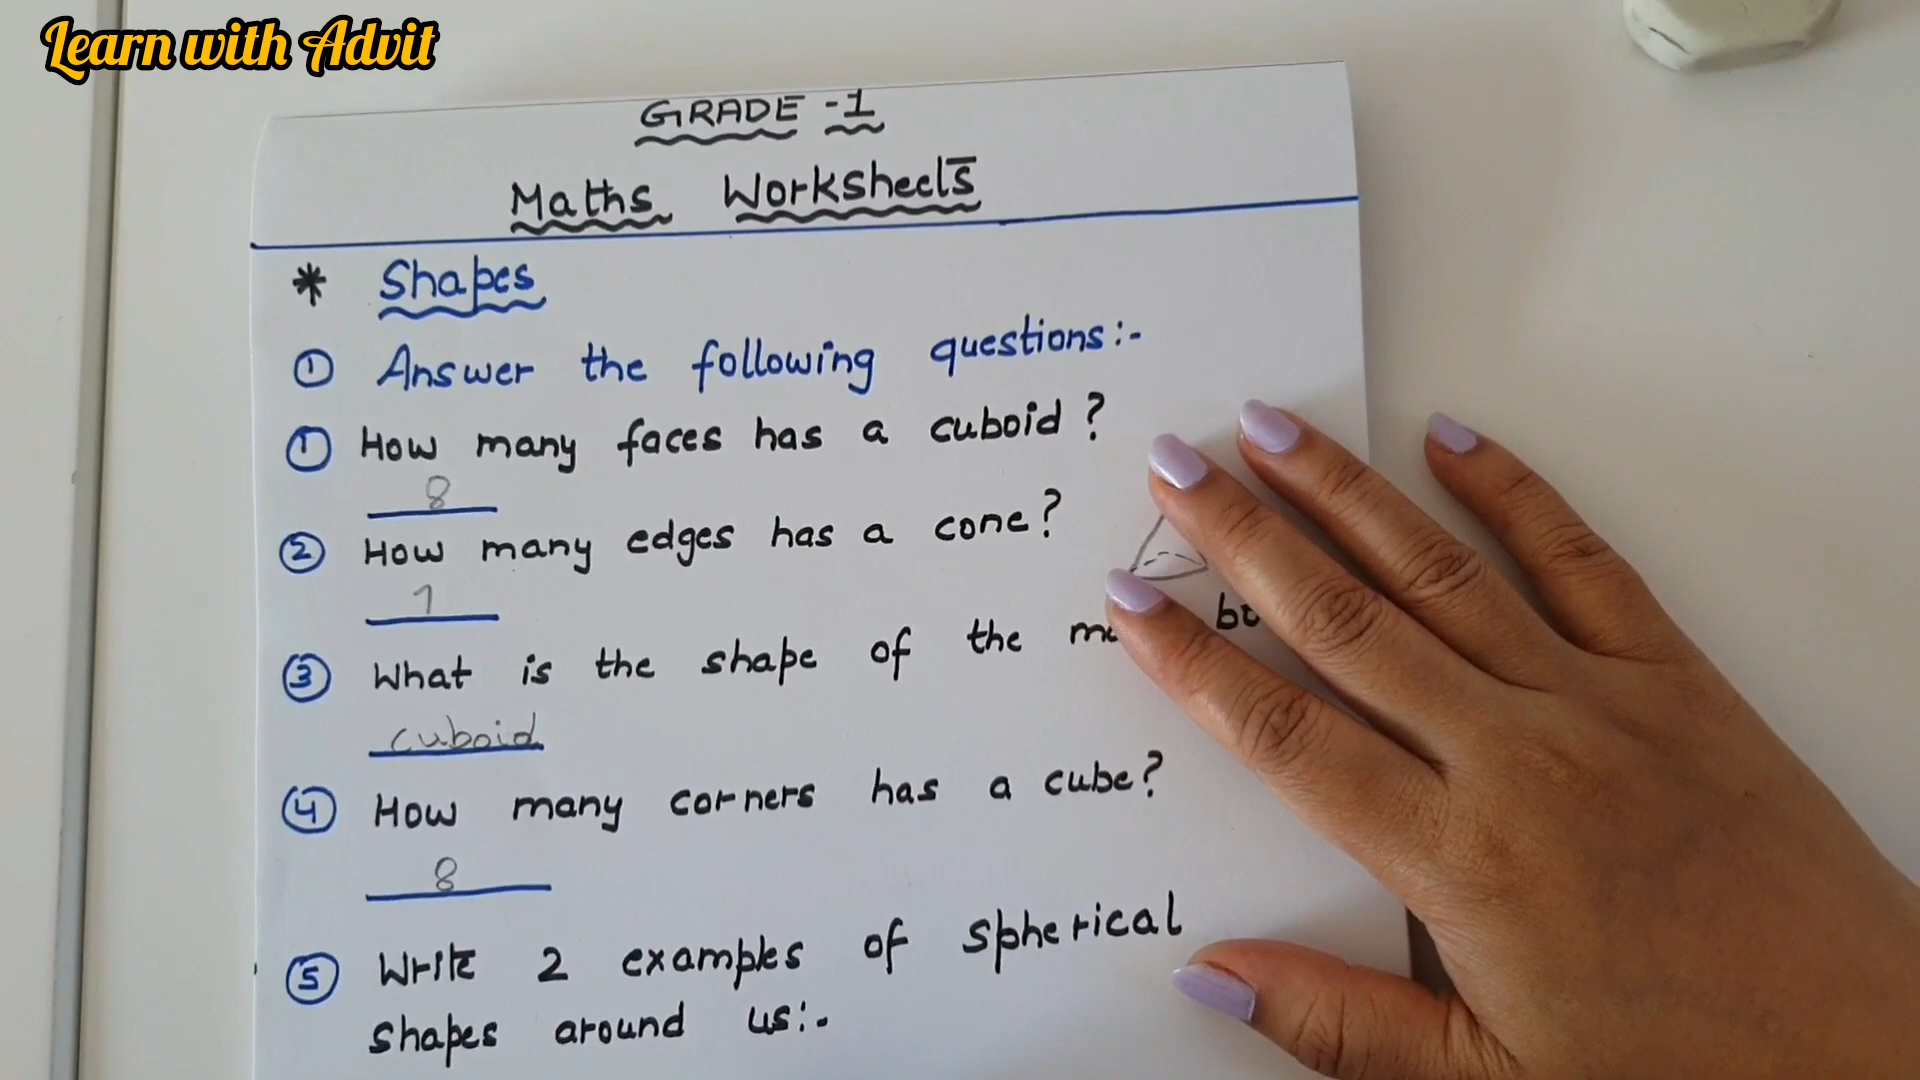 Learn with Advit
GRADE -1
Maths Worksheets
* Shapes
① Answer the following questions:-
① How many faces has a cuboid?
8
② How many edges has a cone?
1
③ What is the shape of the
cuboid
④ How many corners has a cube?
8
⑤ Write 2 examples of spherical
shapes around us:-